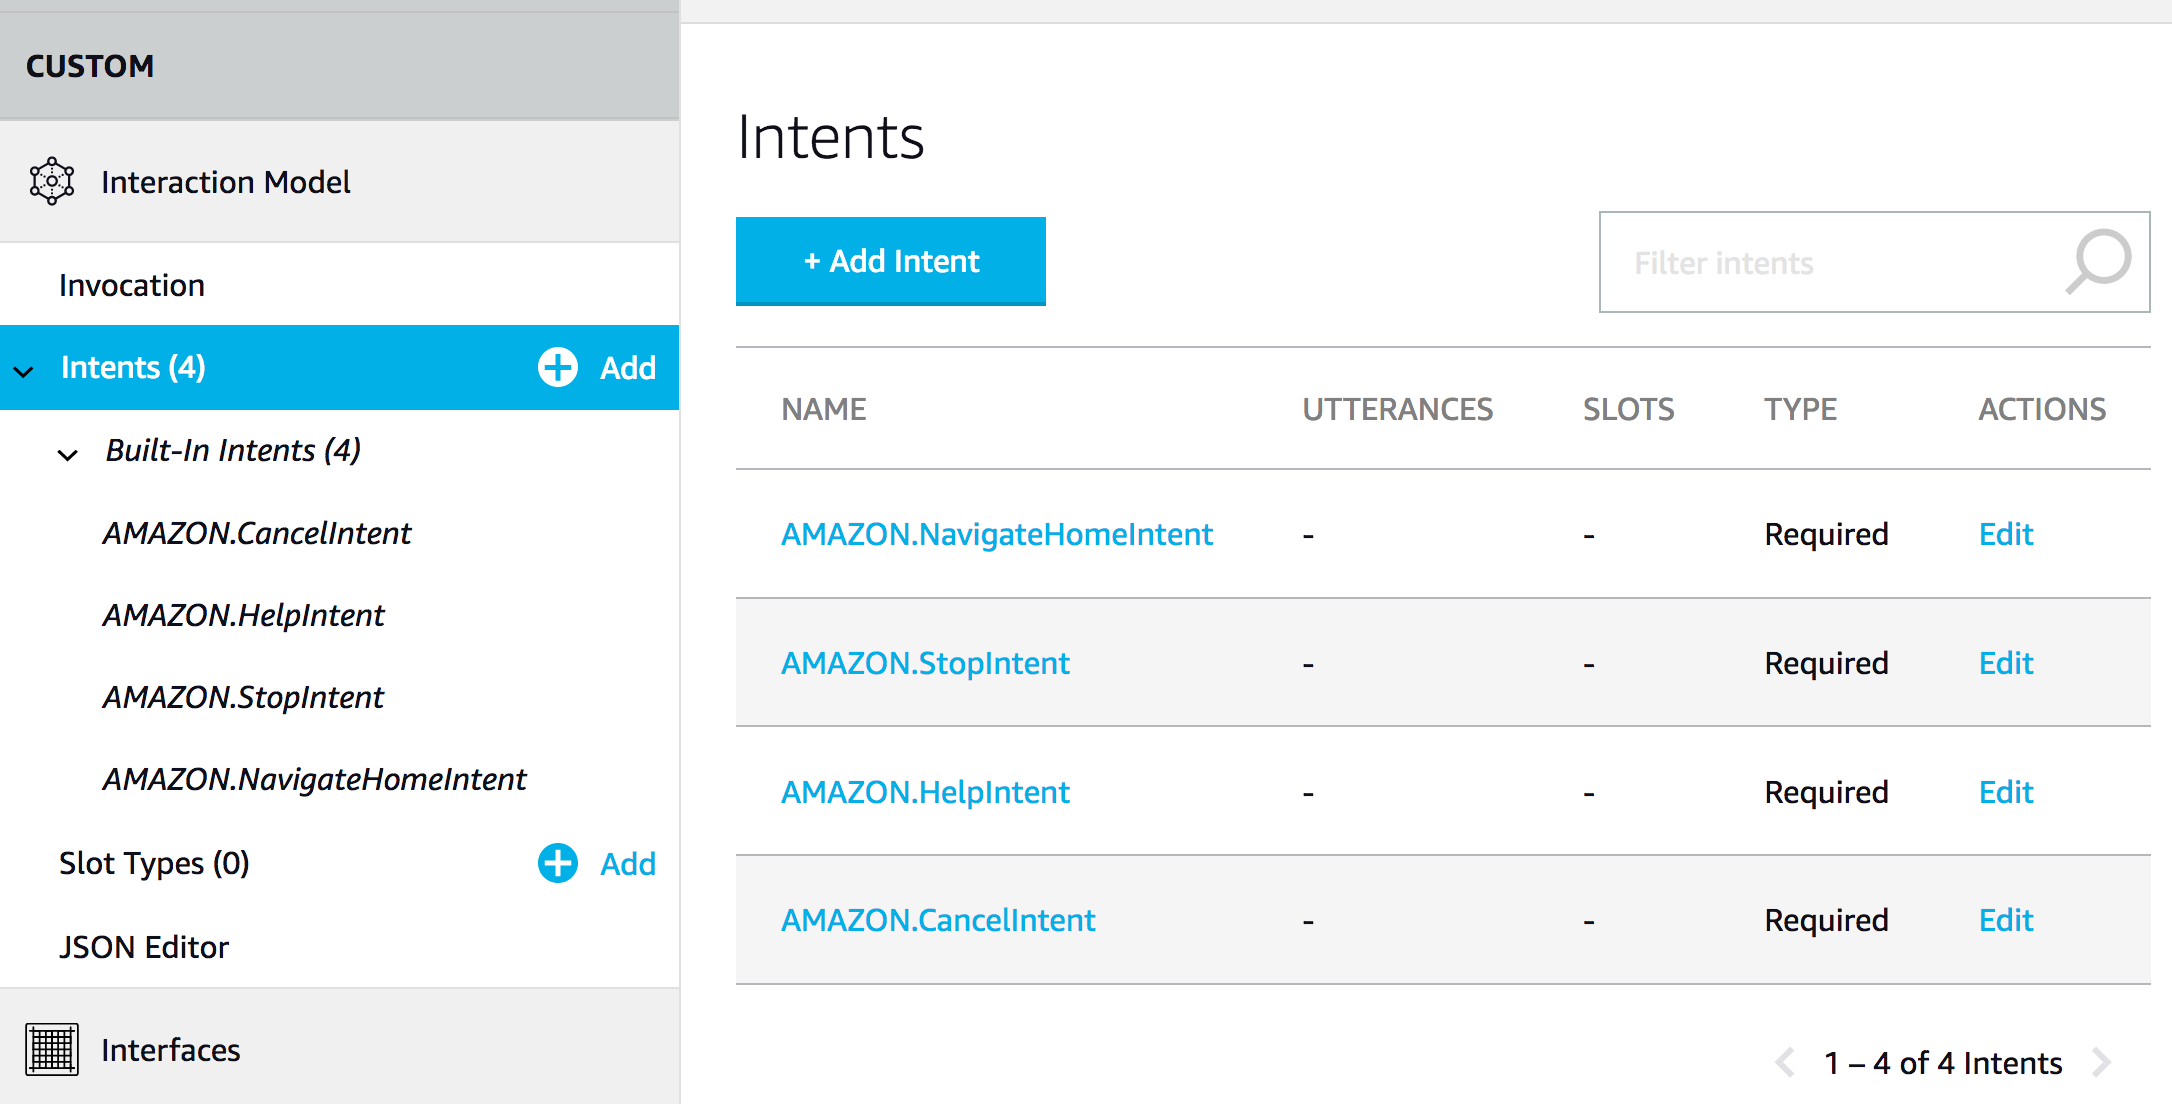 CUSTOM
Interaction Model
Invocation
Intents (4) Add
Built-In Intents (4)
AMAZON.CancelIntent
AMAZON.HelpIntent
AMAZON.StopIntent
AMAZON.NavigateHomeIntent
Slot Types (0) Add
JSON Editor
Interfaces
Intents
+ Add Intent
Filter intents
NAME UTTERANCES SLOTS TYPE ACTIONS
AMAZON.NavigateHomeIntent - - Required Edit
AMAZON.StopIntent - - Required Edit
AMAZON.HelpIntent - - Required Edit
AMAZON.CancelIntent - - Required Edit
1 – 4 of 4 Intents